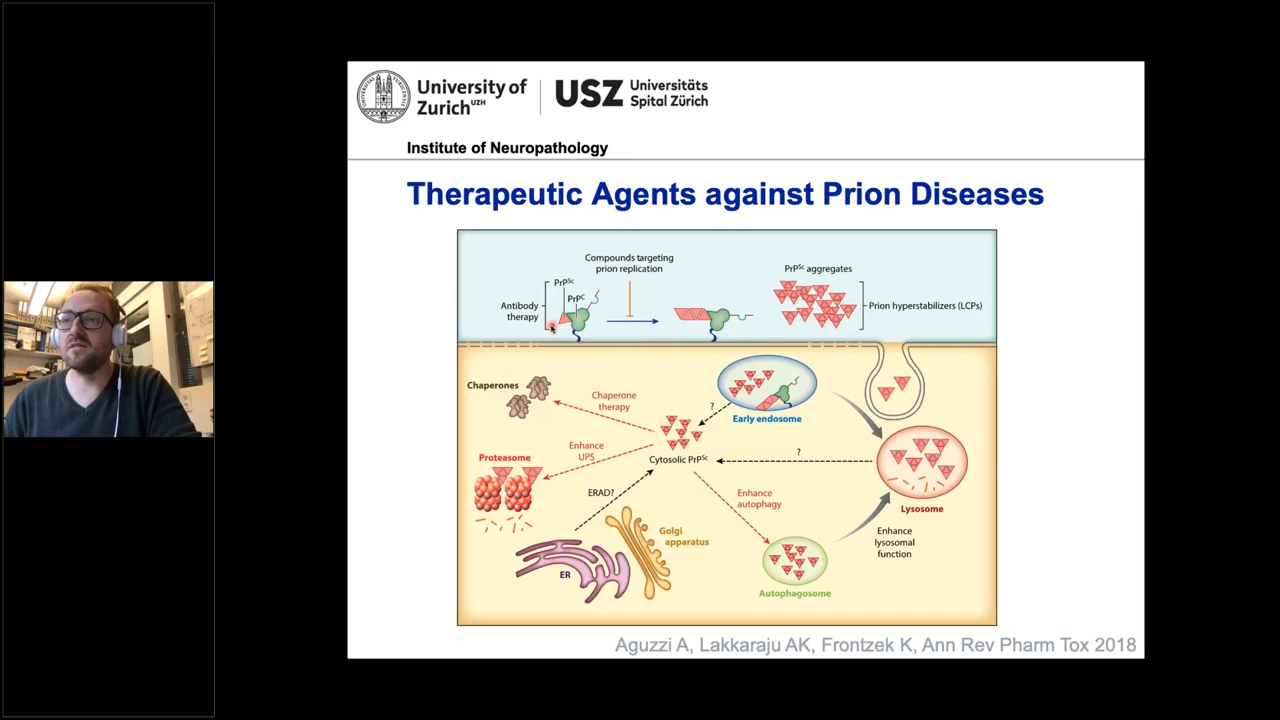 University of
Zurich UZH
USZ Universitäts
Spital Zürich
Institute of Neuropathology
Therapeutic Agents against Prion Diseases
Compounds targeting
prion replication
PrPSc
PrPC
Antibody
therapy
PrPSc aggregates
Prion hyperstabilizers (LCPs)
Chaperones
Chaperone
therapy
?
Early endosome
Enhance
UPS
Proteasome
Cytosolic PrPSc
?
ERAD?
Enhance
autophagy
Lysosome
Golgi
apparatus
Enhance
lysosomal
function
ER
Autophagosome
Aguzzi A, Lakkaraju AK, Frontzek K, Ann Rev Pharm Tox 2018